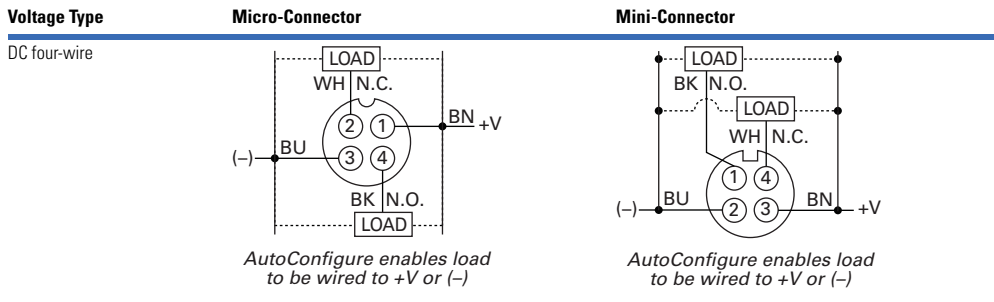 Voltage Type Micro-Connector Mini-Connector
DC four-wire
LOAD
WH N.C.
2 1
BN +V
(–) BU
3 4
BK N.O.
LOAD
AutoConfigure enables load
to be wired to +V or (–)
LOAD
BK N.O.
LOAD
WH N.C.
1 4
(–) BU 2 3 BN +V
AutoConfigure enables load
to be wired to +V or (–)